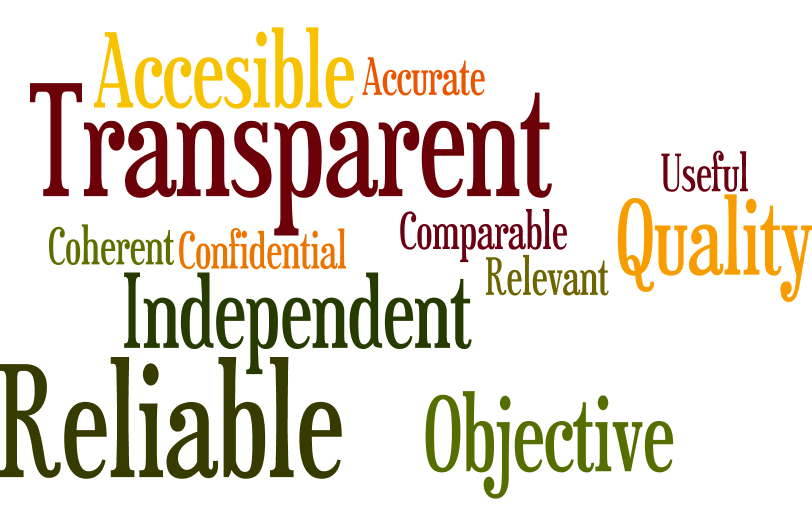 Accesible Accurate
Transparent
Useful
Quality
Coherent Confidential
Comparable
Relevant
Independent
Reliable
Objective